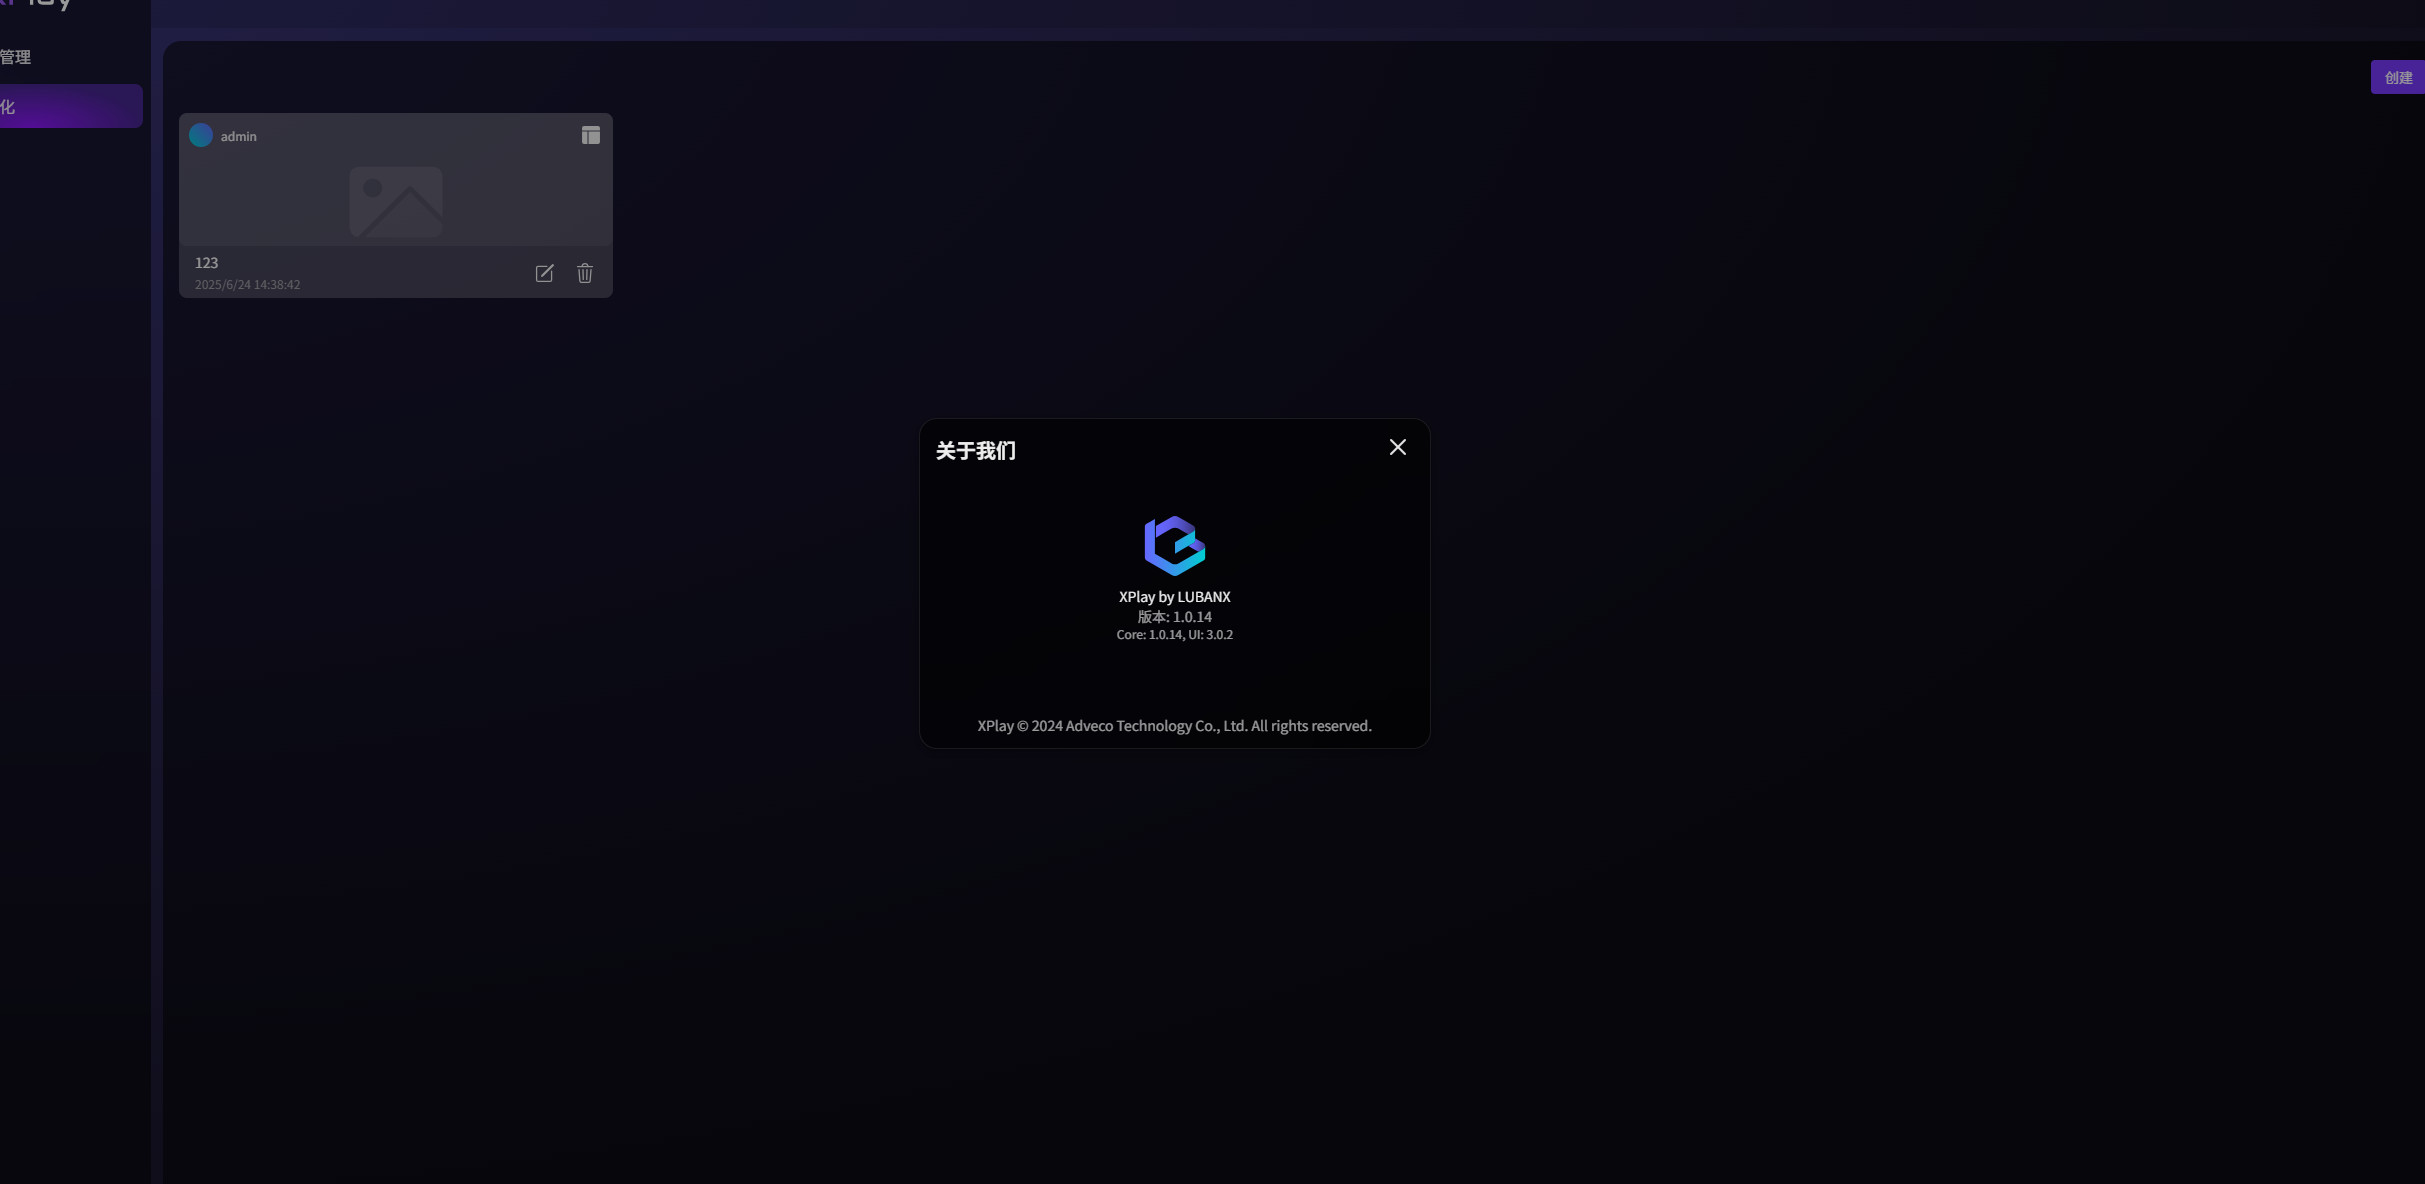 管理
化
创建
admin
123
2025/6/24 14:38:42
关于我们
XPlay by LUBANX
版本: 1.0.14
Core: 1.0.14, UI: 3.0.2
XPlay © 2024 Adveco Technology Co., Ltd. All rights reserved.